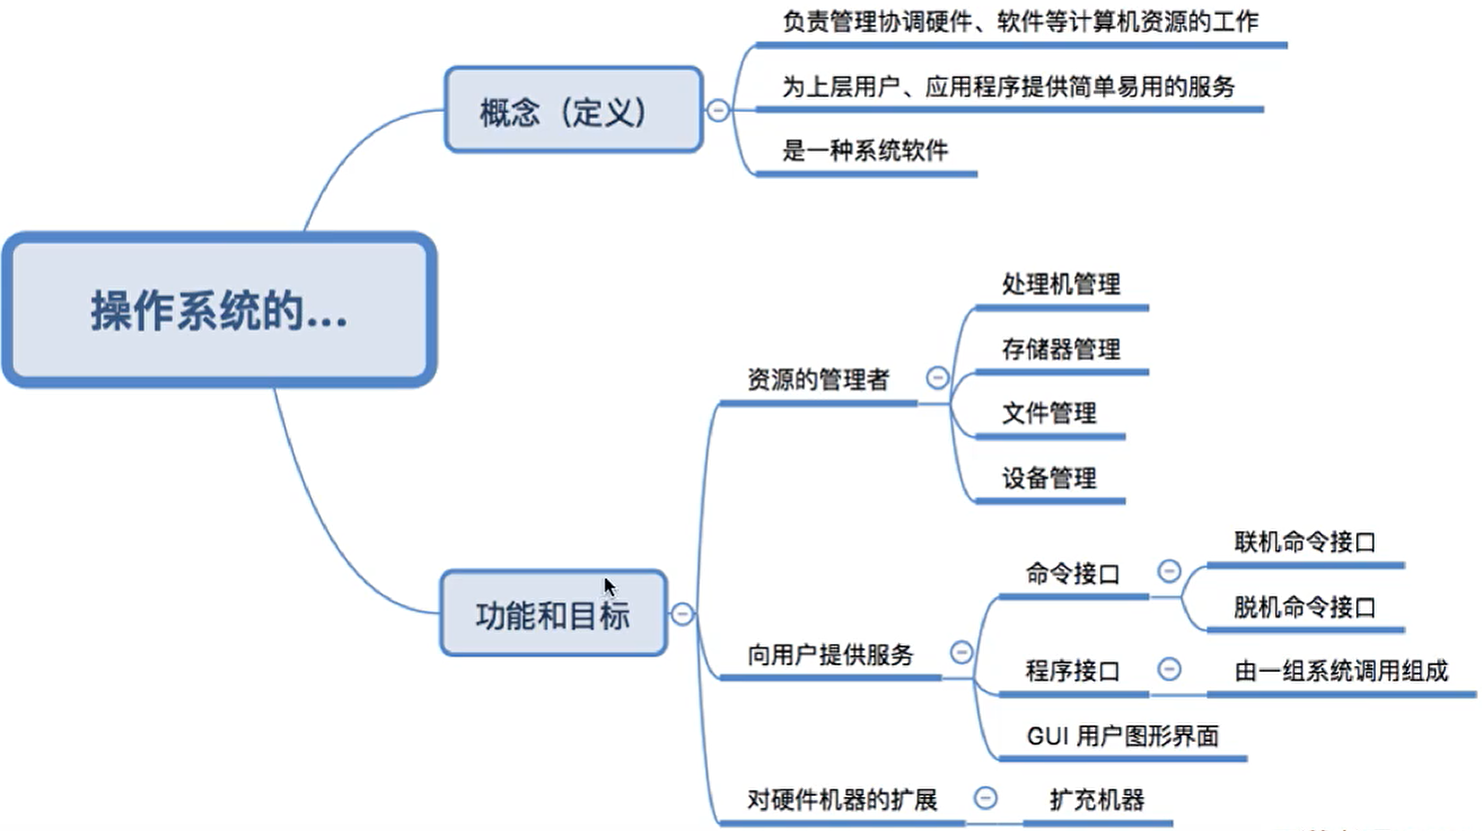 负责管理协调硬件、软件等计算机资源的工作
概念（定义）
为上层用户、应用程序提供简单易用的服务
是一种系统软件
操作系统的...
处理机管理
存储器管理
资源的管理者
文件管理
设备管理
联机命令接口
命令接口
脱机命令接口
功能和目标
向用户提供服务
程序接口
由一组系统调用组成
GUI 用户图形界面
对硬件机器的扩展
扩充机器